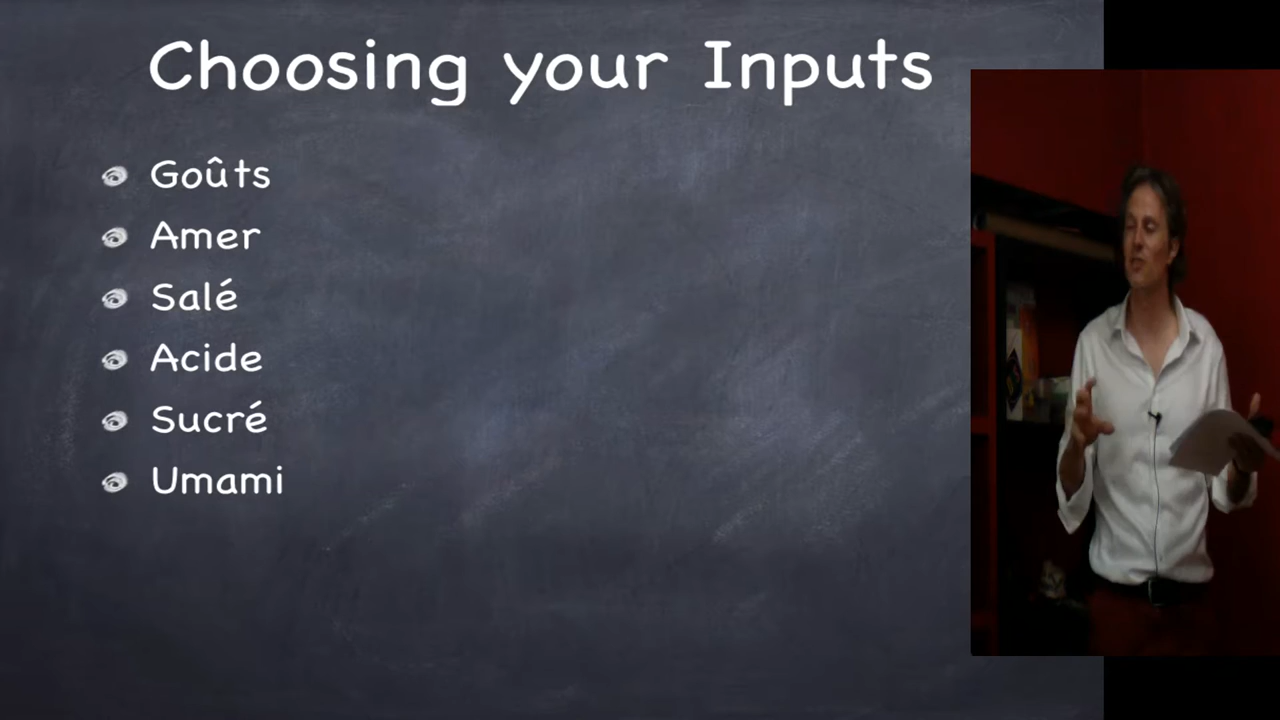 Choosing your Inputs
Goûts
Amer
Salé
Acide
Sucré
Umami